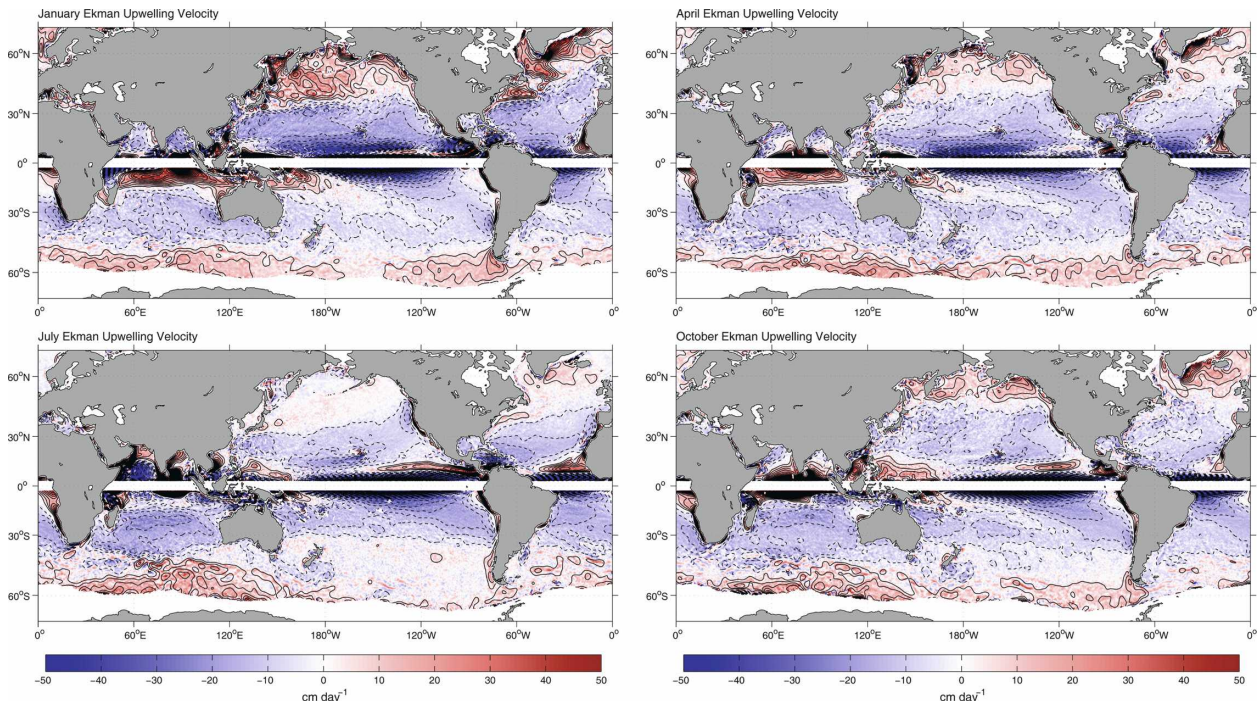 January Ekman Upwelling Velocity
60°N
30°N
0°
30°S
60°S
0° 60°E 120°E 180°W 120°W 60°W 0°
April Ekman Upwelling Velocity
60°N
30°N
0°
30°S
60°S
0° 60°E 120°E 180°W 120°W 60°W 0°
July Ekman Upwelling Velocity
60°N
30°N
0°
30°S
60°S
0° 60°E 120°E 180°W 120°W 60°W 0°
−50 −40 −30 −20 −10 0 10 20 30 40 50
cm day⁻¹
October Ekman Upwelling Velocity
60°N
30°N
0°
30°S
60°S
0° 60°E 120°E 180°W 120°W 60°W 0°
−50 −40 −30 −20 −10 0 10 20 30 40 50
cm day⁻¹